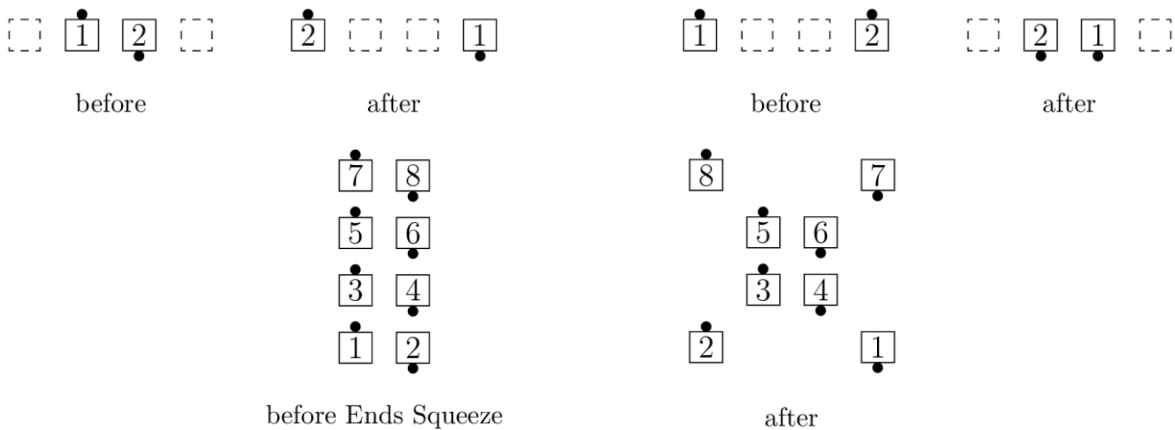 1 2 2 1 1 2 2 1
before after before after
7 8 8 7
5 6 5 6
3 4 3 4
1 2 2 1
before Ends Squeeze after